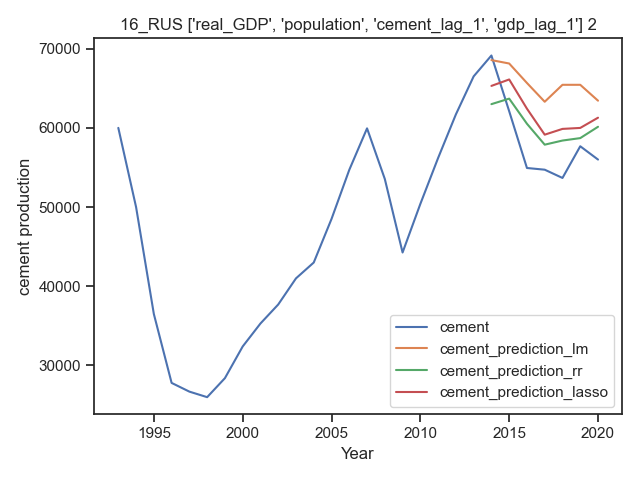 16_RUS ['real_GDP', 'population', 'cement_lag_1', 'gdp_lag_1'] 2
70000
60000
50000
40000
30000
cement production
1995
2000
2005
2010
2015
2020
Year
cement
cement_prediction_lm
cement_prediction_rr
cement_prediction_lasso